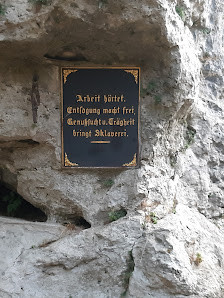 Arbeit härtet.
Entsagung macht frei,
Genußsucht u. Trägheit
bringt Sklaverei.